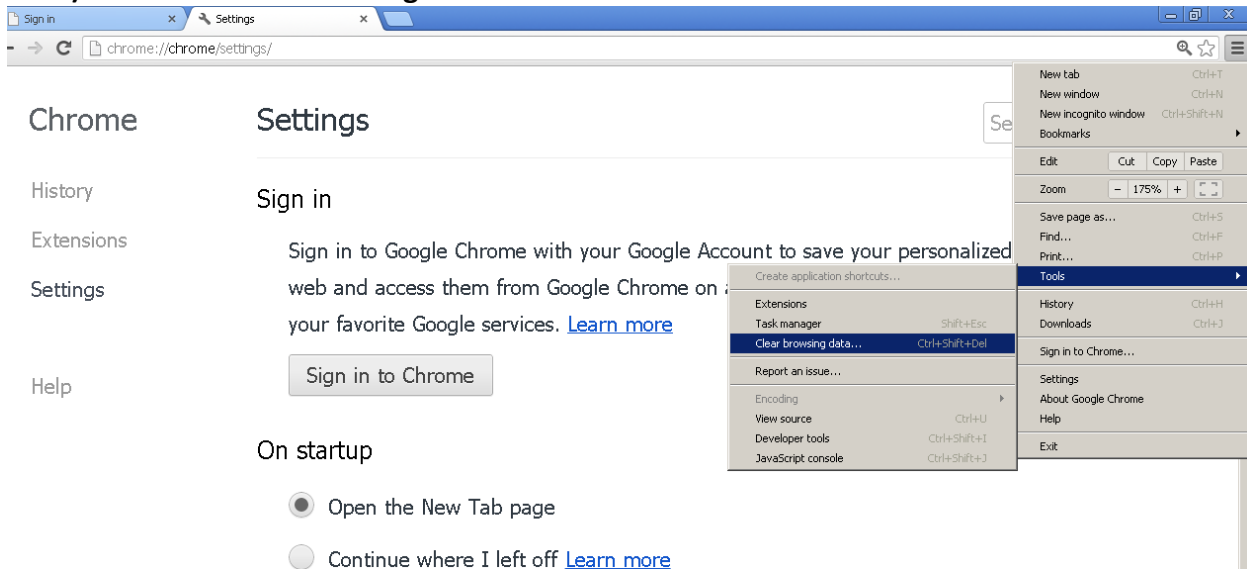 Sign in
Settings
chrome://chrome/settings/
Chrome
Settings
Se
History
Extensions
Settings
Help
Sign in
Sign in to Google Chrome with your Google Account to save your personalized
web and access them from Google Chrome on
your favorite Google services. Learn more
Sign in to Chrome
On startup
Open the New Tab page
Continue where I left off Learn more
New tab Ctrl+T
New window Ctrl+N
New incognito window Ctrl+Shift+N
Bookmarks
Edit Cut Copy Paste
Zoom - 175% +
Save page as... Ctrl+S
Find... Ctrl+F
Print... Ctrl+P
Tools
History Ctrl+H
Downloads Ctrl+J
Sign in to Chrome...
Settings
About Google Chrome
Help
Exit
Create application shortcuts...
Extensions
Task manager Shift+Esc
Clear browsing data... Ctrl+Shift+Del
Report an issue...
Encoding
View source Ctrl+U
Developer tools Ctrl+Shift+I
JavaScript console Ctrl+Shift+J